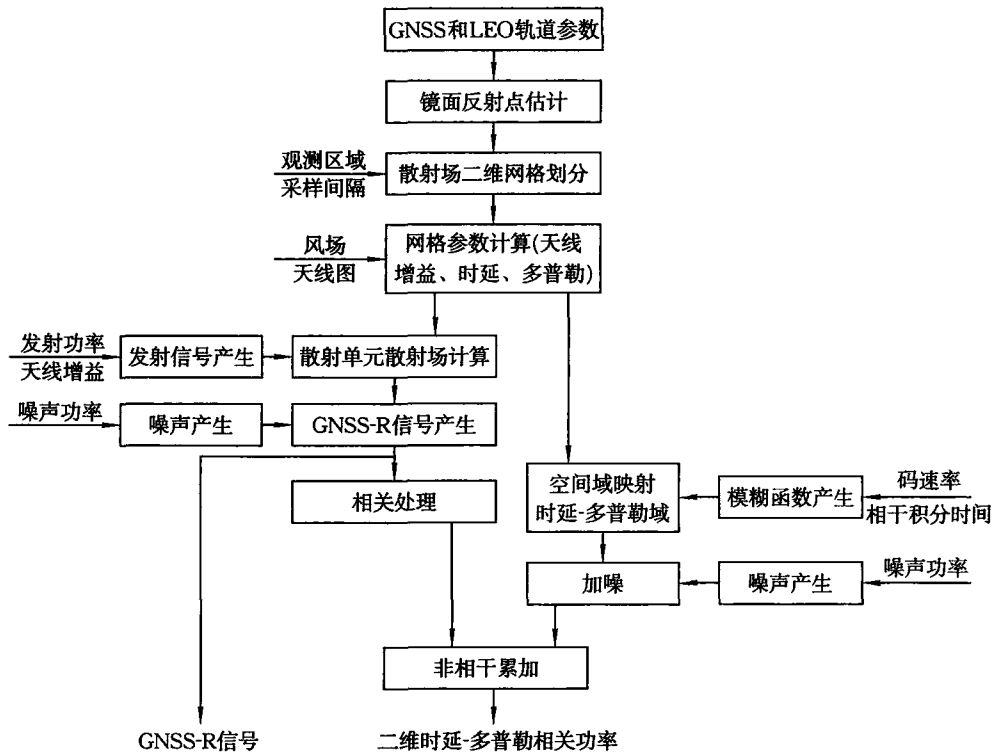 GNSS和LEO轨道参数
镜面反射点估计
观测区域
采样间隔
散射场二维网格划分
风场
天线图
网格参数计算(天线
增益、时延、多普勒)
发射功率
天线增益
发射信号产生
散射单元散射场计算
噪声功率
噪声产生
GNSS-R信号产生
相关处理
空间域映射
时延-多普勒域
模糊函数产生
码速率
相干积分时间
加噪
噪声产生
噪声功率
非相干累加
GNSS-R信号
二维时延-多普勒相关功率